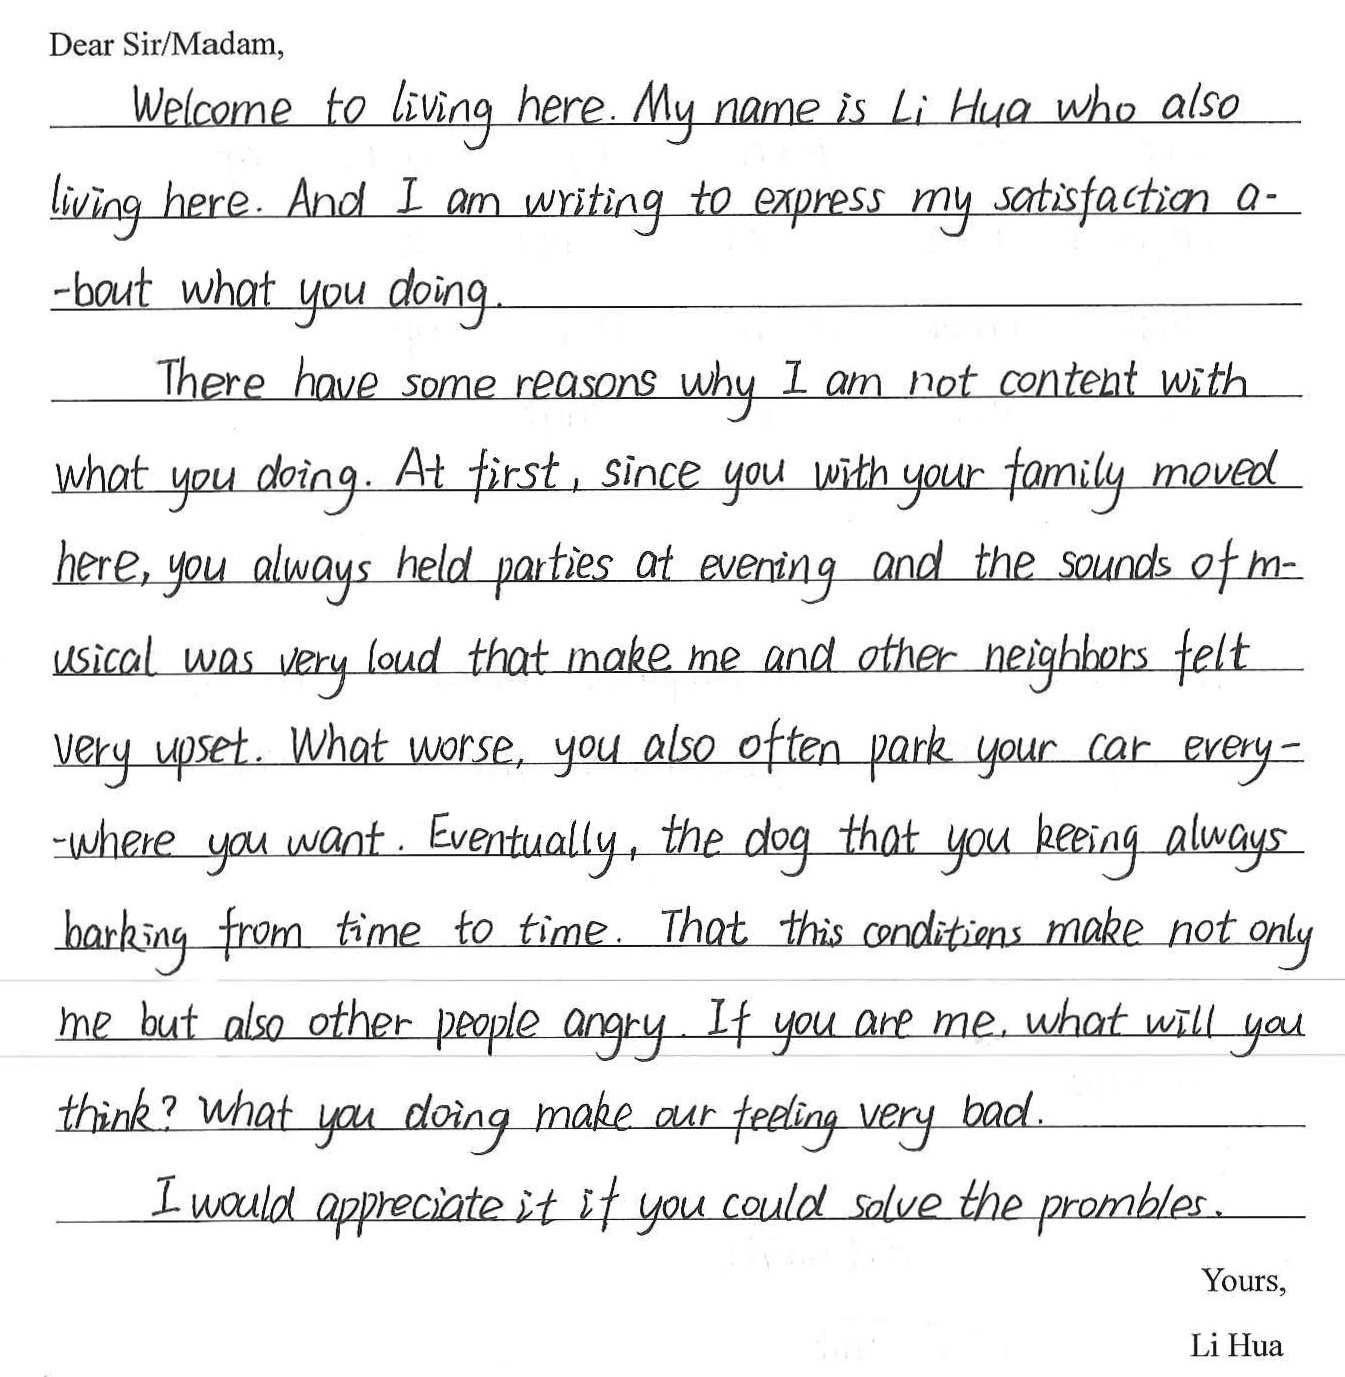 Dear Sir/Madam,
Welcome to living here. My name is Li Hua who also
living here. And I am writing to express my satisfaction a-
-bout what you doing.
There have some reasons why I am not content with
what you doing. At first, since you with your family moved
here, you always held parties at evening and the sounds of m-
usical was very loud that make me and other neighbors felt
very upset. What worse, you also often park your car every-
-where you want. Eventually, the dog that you keeing always
barking from time to time. That this conditions make not only
me but also other people angry. If you are me, what will you
think? What you doing make our feeling very bad.
I would appreciate it if you could solve the prombles.
Yours,
Li Hua